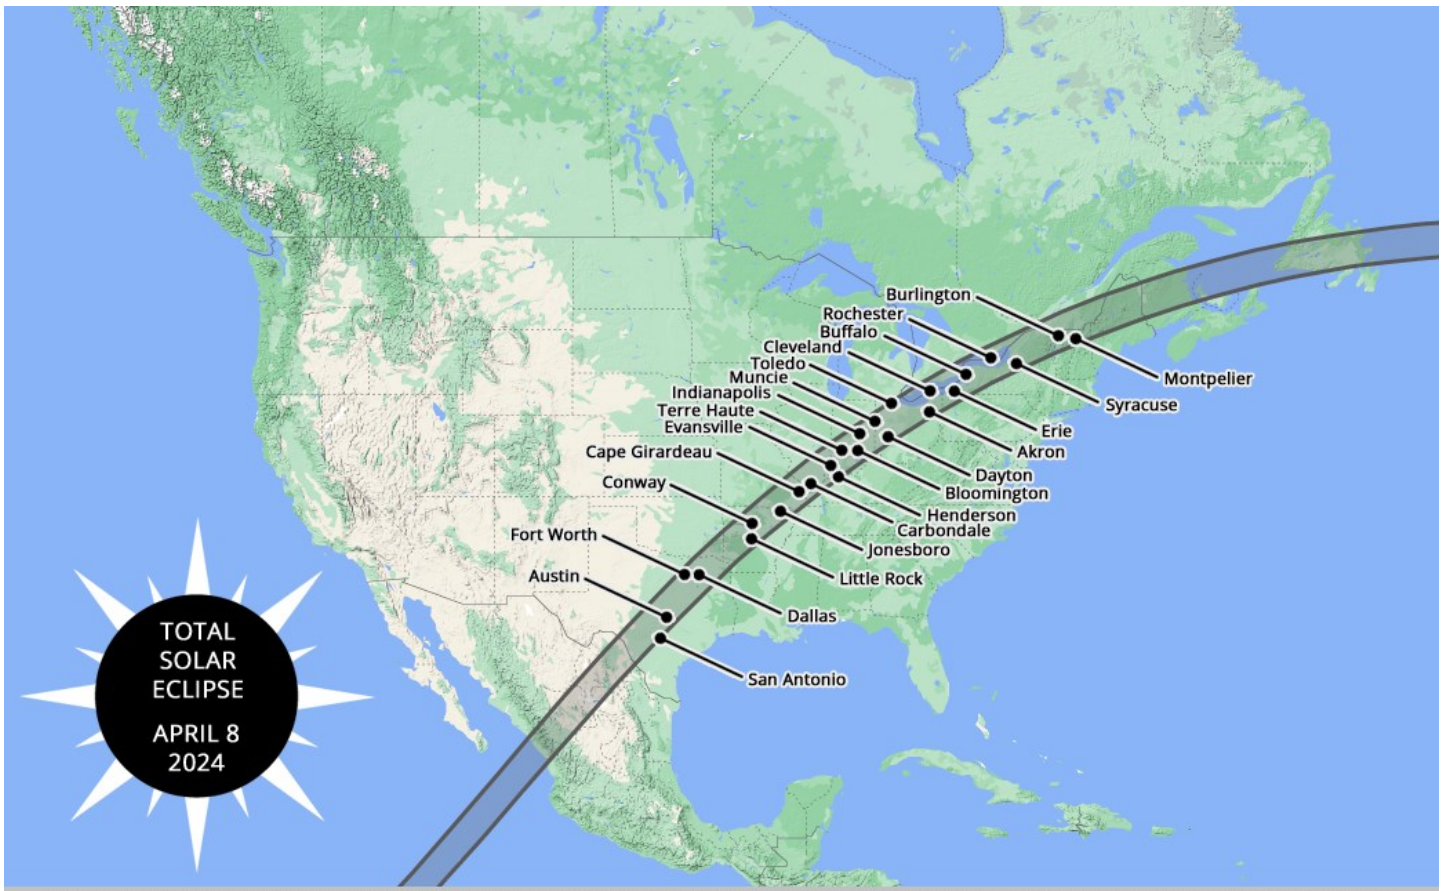 Burlington
Rochester
Buffalo
Cleveland
Toledo
Muncie
Indianapolis
Terre Haute
Evansville
Cape Girardeau
Conway
Fort Worth
Austin
Montpelier
Syracuse
Erie
Akron
Dayton
Bloomington
Henderson
Carbondale
Jonesboro
Little Rock
Dallas
San Antonio
TOTAL
SOLAR
ECLIPSE
APRIL 8
2024